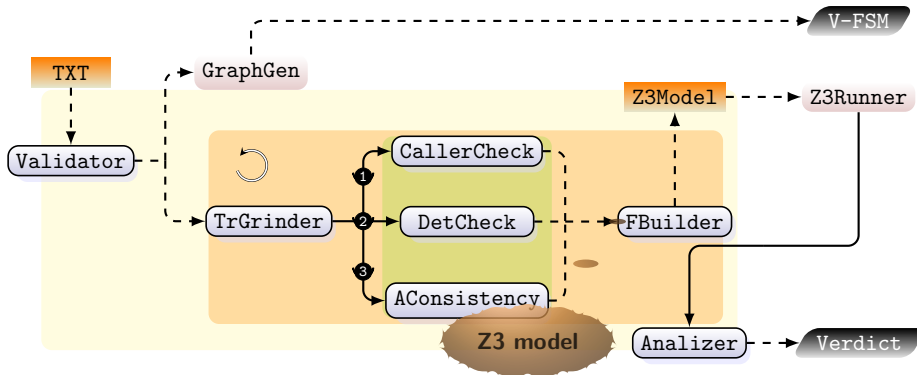 V-FSM
TXT
GraphGen
Z3Model
Z3Runner
CallerCheck
Validator
1
TrGrinder
2
DetCheck
FBuilder
3
AConsistency
Z3 model
Analizer
Verdict